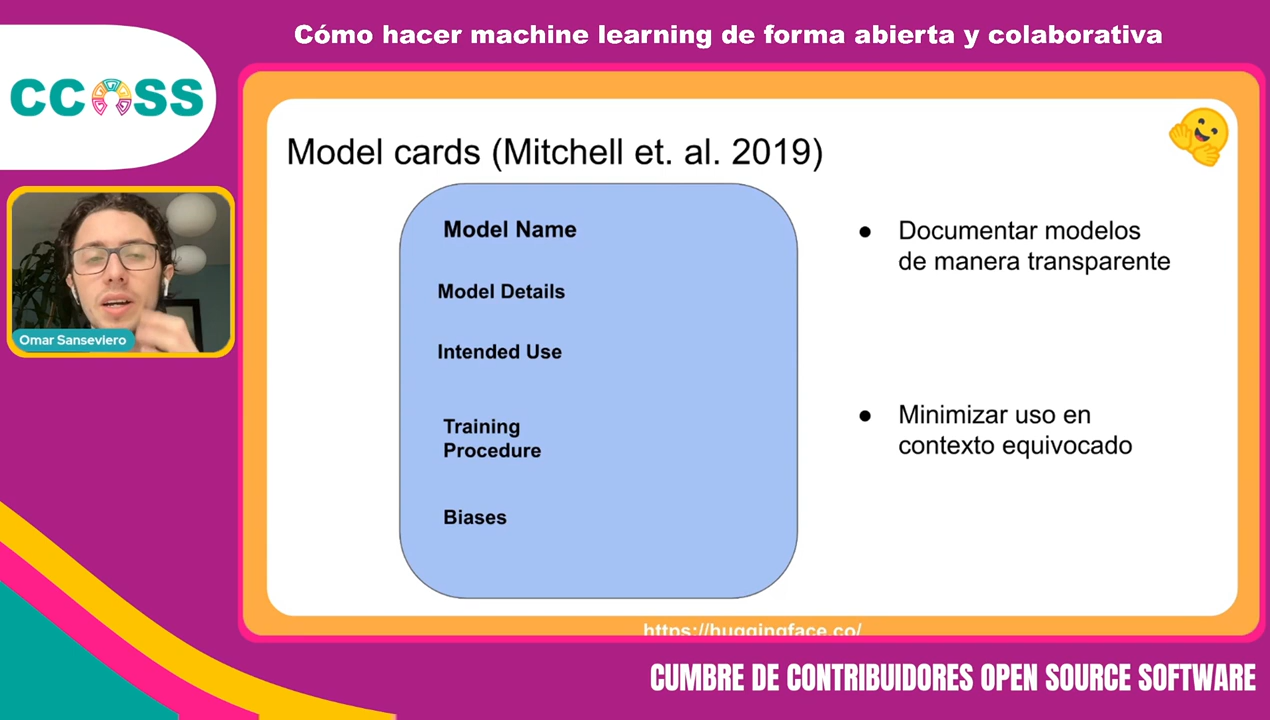 Cómo hacer machine learning de forma abierta y colaborativa
CCOSS
Model cards (Mitchell et. al. 2019)
Model Name
Model Details
Intended Use
Training
Procedure
Biases
● Documentar modelos
de manera transparente
● Minimizar uso en
contexto equivocado
Omar Sanseviero
https://huggingface.co/
CUMBRE DE CONTRIBUIDORES OPEN SOURCE SOFTWARE